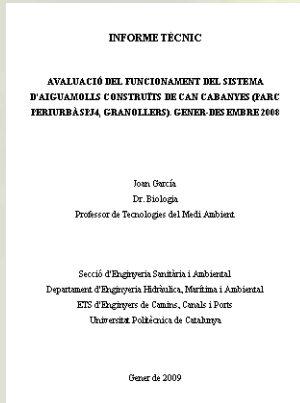 INFORME TÈCNIC
AVALUACIÓ DEL FUNCIONAMENT DEL SISTEMA
D'AIGUAMOLLS CONSTRUÏTS DE CAN CABANYES (PARC
PERIURBÀ SPJ4, GRANOLLERS). GENER-DESEMBRE 2008
Joan García
Dr. Biologia
Professor de Tecnologies del Medi Ambient
Secció d'Enginyeria Sanitària i Ambiental
Departament d'Enginyeria Hidràulica, Marítima i Ambiental
ETS d'Enginyers de Camins, Canals i Ports
Universitat Politècnica de Catalunya
Gener de 2009